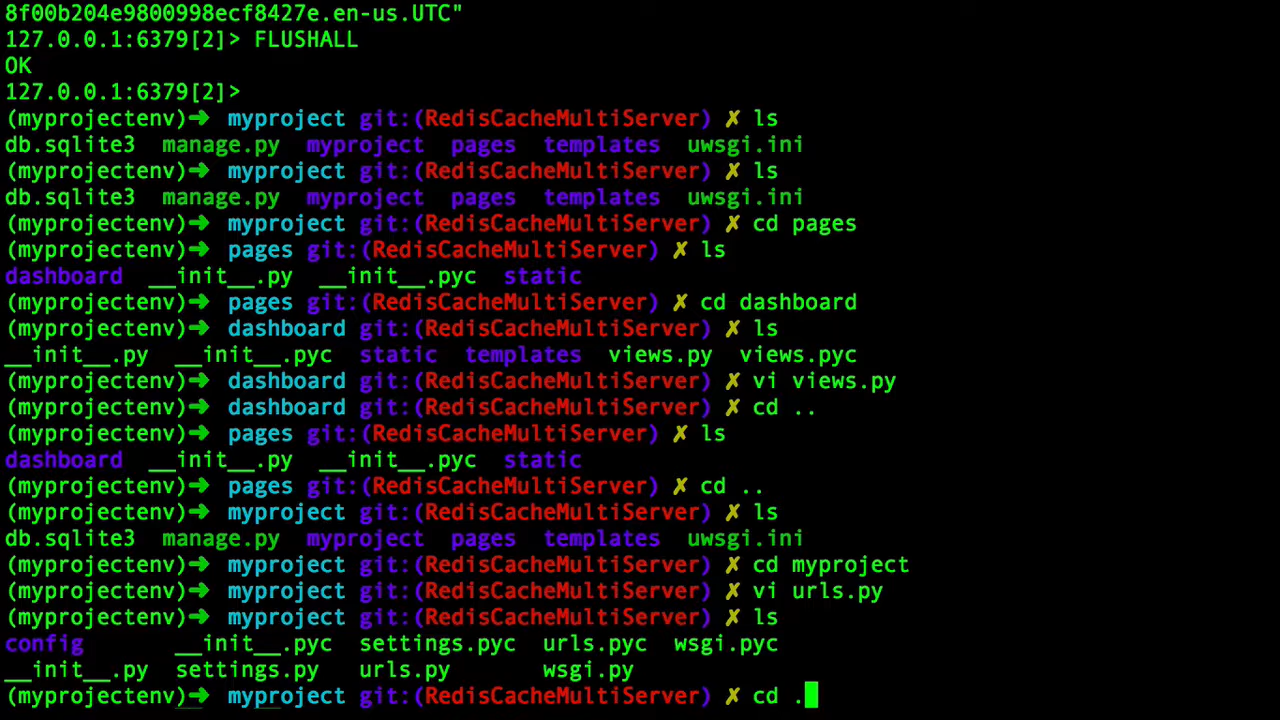 8f00b204e9800998ecf8427e.en-us.UTC"
127.0.0.1:6379[2]> FLUSHALL
OK
127.0.0.1:6379[2]>
(myprojectenv)➜ myproject git:(RedisCacheMultiServer) ✗ ls
db.sqlite3 manage.py myproject pages templates uwsgi.ini
(myprojectenv)➜ myproject git:(RedisCacheMultiServer) ✗ ls
db.sqlite3 manage.py myproject pages templates uwsgi.ini
(myprojectenv)➜ myproject git:(RedisCacheMultiServer) ✗ cd pages
(myprojectenv)➜ pages git:(RedisCacheMultiServer) ✗ ls
dashboard __init__.py __init__.pyc static
(myprojectenv)➜ pages git:(RedisCacheMultiServer) ✗ cd dashboard
(myprojectenv)➜ dashboard git:(RedisCacheMultiServer) ✗ ls
__init__.py __init__.pyc static templates views.py views.pyc
(myprojectenv)➜ dashboard git:(RedisCacheMultiServer) ✗ vi views.py
(myprojectenv)➜ dashboard git:(RedisCacheMultiServer) ✗ cd ..
(myprojectenv)➜ pages git:(RedisCacheMultiServer) ✗ ls
dashboard __init__.py __init__.pyc static
(myprojectenv)➜ pages git:(RedisCacheMultiServer) ✗ cd ..
(myprojectenv)➜ myproject git:(RedisCacheMultiServer) ✗ ls
db.sqlite3 manage.py myproject pages templates uwsgi.ini
(myprojectenv)➜ myproject git:(RedisCacheMultiServer) ✗ cd myproject
(myprojectenv)➜ myproject git:(RedisCacheMultiServer) ✗ vi urls.py
(myprojectenv)➜ myproject git:(RedisCacheMultiServer) ✗ ls
config __init__.pyc settings.pyc urls.pyc wsgi.pyc
__init__.py settings.py urls.py wsgi.py
(myprojectenv)➜ myproject git:(RedisCacheMultiServer) ✗ cd .